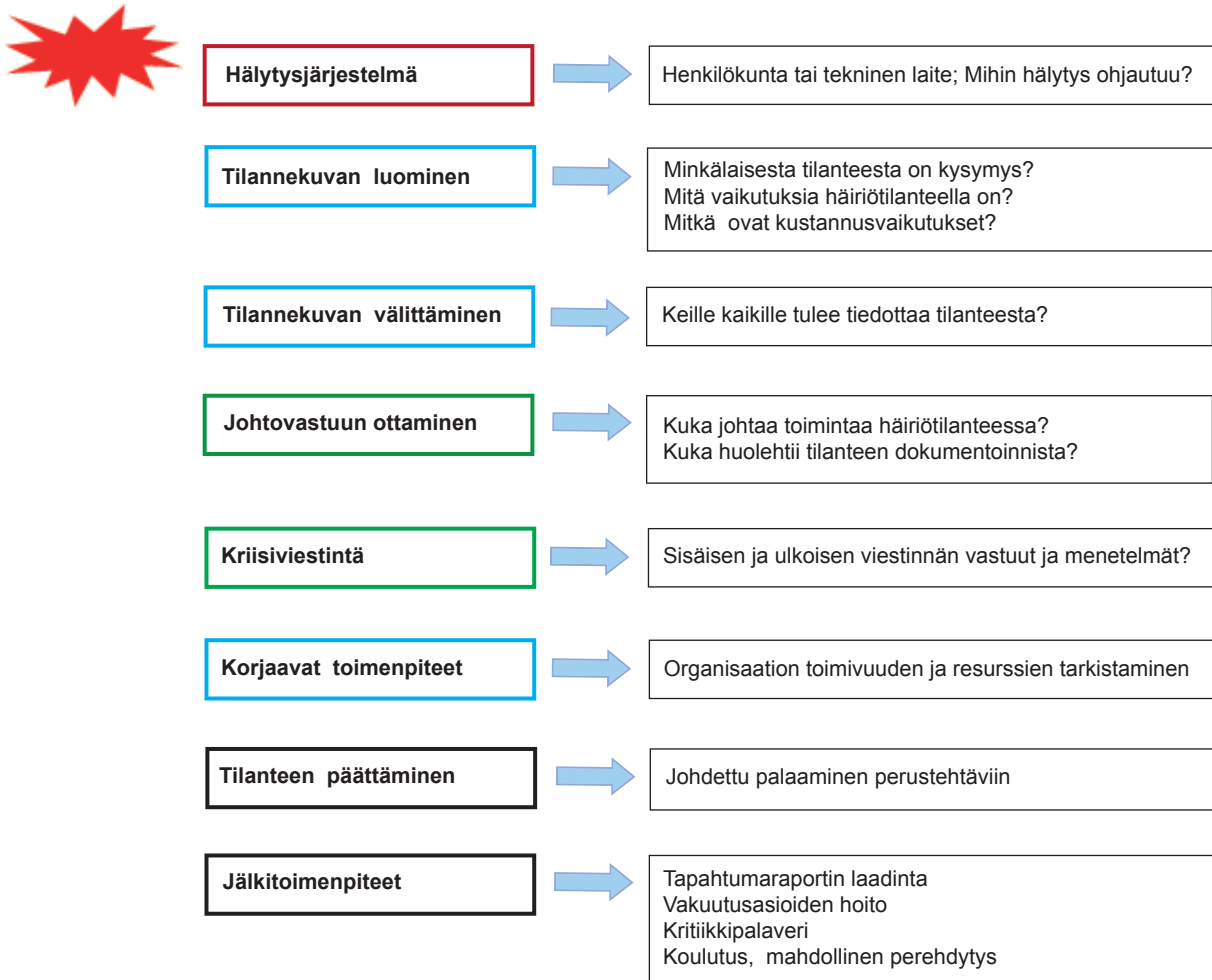 Hälytysjärjestelmä
Henkilökunta tai tekninen laite; Mihin hälytys ohjautuu?
Tilannekuvan luominen
Minkälaisesta tilanteesta on kysymys?
Mitä vaikutuksia häiriötilanteella on?
Mitkä ovat kustannusvaikutukset?
Tilannekuvan välittäminen
Keille kaikille tulee tiedottaa tilanteesta?
Johtovastuun ottaminen
Kuka johtaa toimintaa häiriötilanteessa?
Kuka huolehtii tilanteen dokumentoinnista?
Kriisiviestintä
Sisäisen ja ulkoisen viestinnän vastuut ja menetelmät?
Korjaavat toimenpiteet
Organisaation toimivuuden ja resurssien tarkistaminen
Tilanteen päättäminen
Johdettu palaaminen perustehtäviin
Jälkitoimenpiteet
Tapahtumaraportin laadinta
Vakuutusasioiden hoito
Kritiikkipalaveri
Koulutus, mahdollinen perehdytys